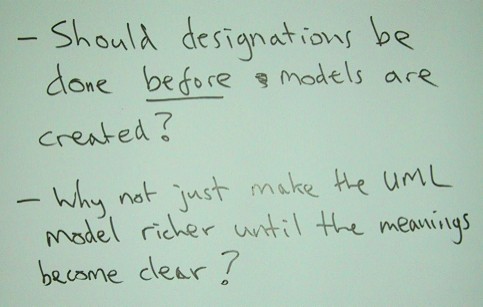 - Should designations be
done before models are
created?
- Why not just make the UML
model richer until the meanings
become clear?